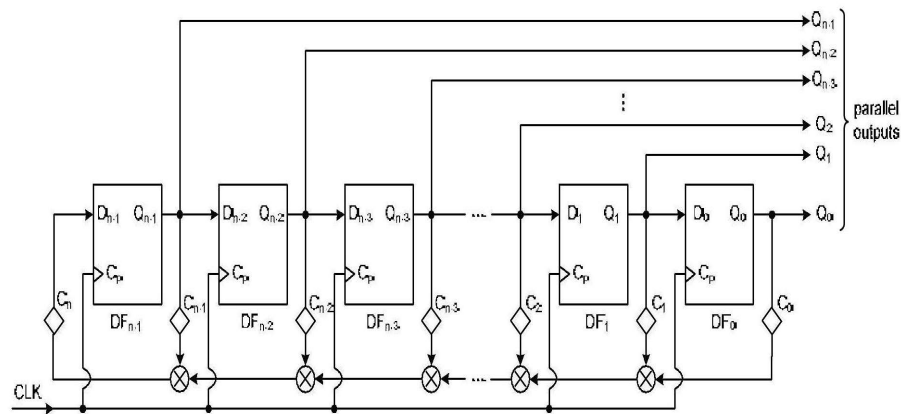 Qn-1
Qn-2
Qn-3
⋮
Q2
parallel
outputs
Q1
Dn-1 Qn-1 Dn-2 Qn-2 Dn-3 Qn-3 ... D1 Q1 D0 Q0 Q0
Cp Cp Cp Cp Cp
Cn Cn-1 Cn-2 Cn-3 C2 C1 C0
DFn-1 DFn-2 DFn-3 DF1 DF0
...
CLK